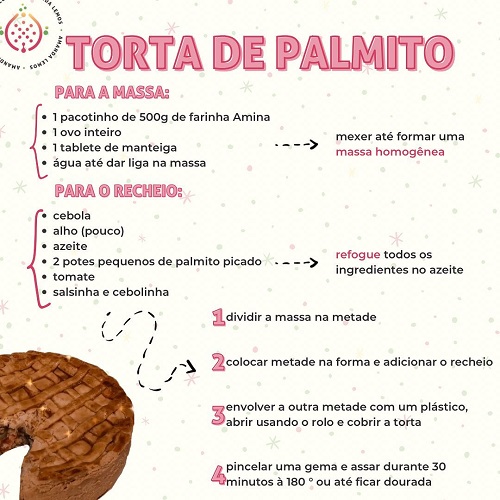 AMANDA LEMOS
TORTA DE PALMITO
PARA A MASSA:
• 1 pacotinho de 500g de farinha Amina
• 1 ovo inteiro
• 1 tablete de manteiga
• água até dar liga na massa
mexer até formar uma
massa homogênea
PARA O RECHEIO:
• cebola
• alho (pouco)
• azeite
• 2 potes pequenos de palmito picado
• tomate
• salsinha e cebolinha
refogue todos os
ingredientes no azeite
1 dividir a massa na metade
2 colocar metade na forma e adicionar o recheio
3 envolver a outra metade com um plástico,
abrir usando o rolo e cobrir a torta
4 pincelar uma gema e assar durante 30
minutos à 180 º ou até ficar dourada